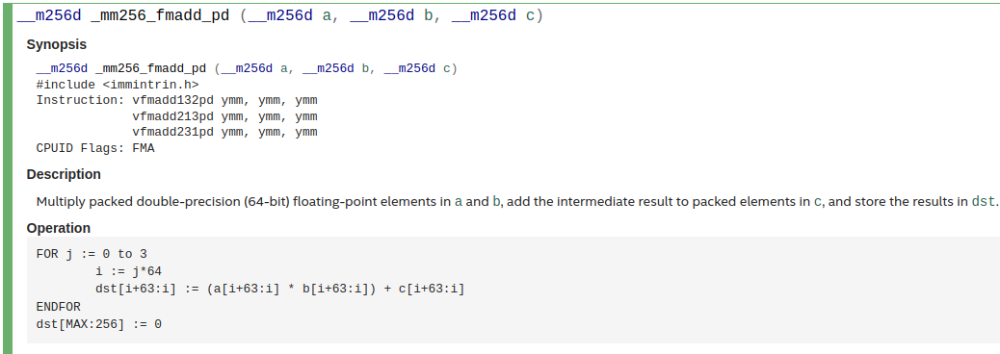 __m256d _mm256_fmadd_pd (__m256d a, __m256d b, __m256d c)
Synopsis
__m256d _mm256_fmadd_pd (__m256d a, __m256d b, __m256d c)
#include <immintrin.h>
Instruction: vfmadd132pd ymm, ymm, ymm
vfmadd213pd ymm, ymm, ymm
vfmadd231pd ymm, ymm, ymm
CPUID Flags: FMA
Description
Multiply packed double-precision (64-bit) floating-point elements in a and b, add the intermediate result to packed elements in c, and store the results in dst.
Operation
FOR j := 0 to 3
i := j*64
dst[i+63:i] := (a[i+63:i] * b[i+63:i]) + c[i+63:i]
ENDFOR
dst[MAX:256] := 0